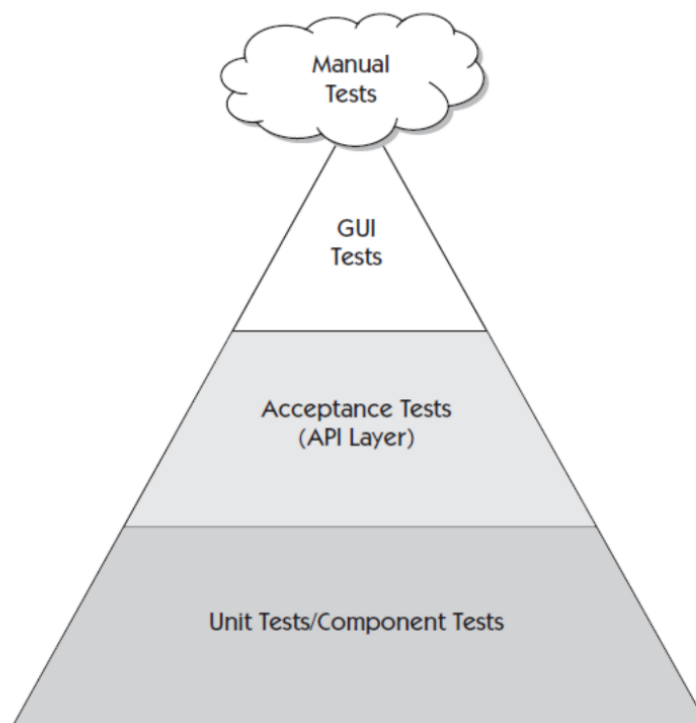 Manual
Tests
GUI
Tests
Acceptance Tests
(API Layer)
Unit Tests/Component Tests